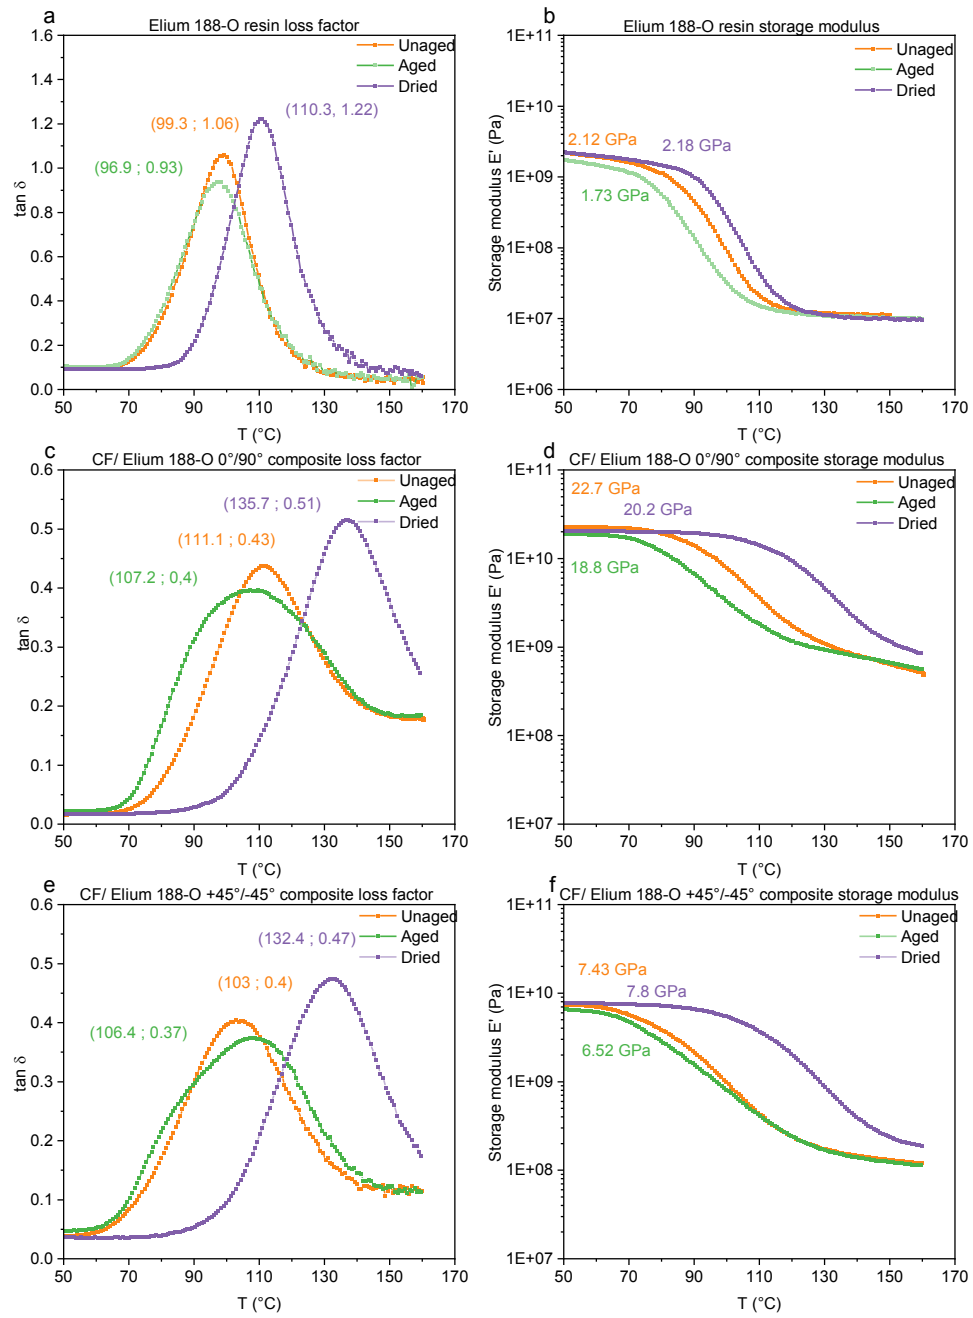 a
Elium 188-O resin loss factor
1.6
1.4
1.2
1.0
0.8
0.6
0.4
0.2
0.0
tan δ
Unaged
Aged
Dried
(110.3, 1.22)
(99.3 ; 1.06)
(96.9 ; 0.93)
50
70
90
110
130
150
170
T (°C)
b
Elium 188-O resin storage modulus
1E+11
1E+10
1E+09
1E+08
1E+07
1E+06
Storage modulus E' (Pa)
Unaged
Aged
Dried
2.12 GPa
2.18 GPa
1.73 GPa
50
70
90
110
130
150
170
T (°C)
c
CF/ Elium 188-O 0°/90° composite loss factor
0.6
0.5
0.4
0.3
0.2
0.1
0.0
tan δ
Unaged
Aged
Dried
(135.7 ; 0.51)
(111.1 ; 0.43)
(107.2 ; 0,4)
50
70
90
110
130
150
170
T (°C)
d
CF/ Elium 188-O 0°/90° composite storage modulus
1E+11
1E+10
1E+09
1E+08
1E+07
Storage modulus E' (Pa)
Unaged
Aged
Dried
22.7 GPa
20.2 GPa
18.8 GPa
50
70
90
110
130
150
170
T (°C)
e
CF/ Elium 188-O +45°/-45° composite loss factor
0.6
0.5
0.4
0.3
0.2
0.1
0.0
tan δ
Unaged
Aged
Dried
(132.4 ; 0.47)
(103 ; 0.4)
(106.4 ; 0.37)
50
70
90
110
130
150
170
T (°C)
f
CF/ Elium 188-O +45°/-45° composite storage modulus
1E+11
1E+10
1E+09
1E+08
1E+07
Storage modulus E' (Pa)
Unaged
Aged
Dried
7.43 GPa
7.8 GPa
6.52 GPa
50
70
90
110
130
150
170
T (°C)